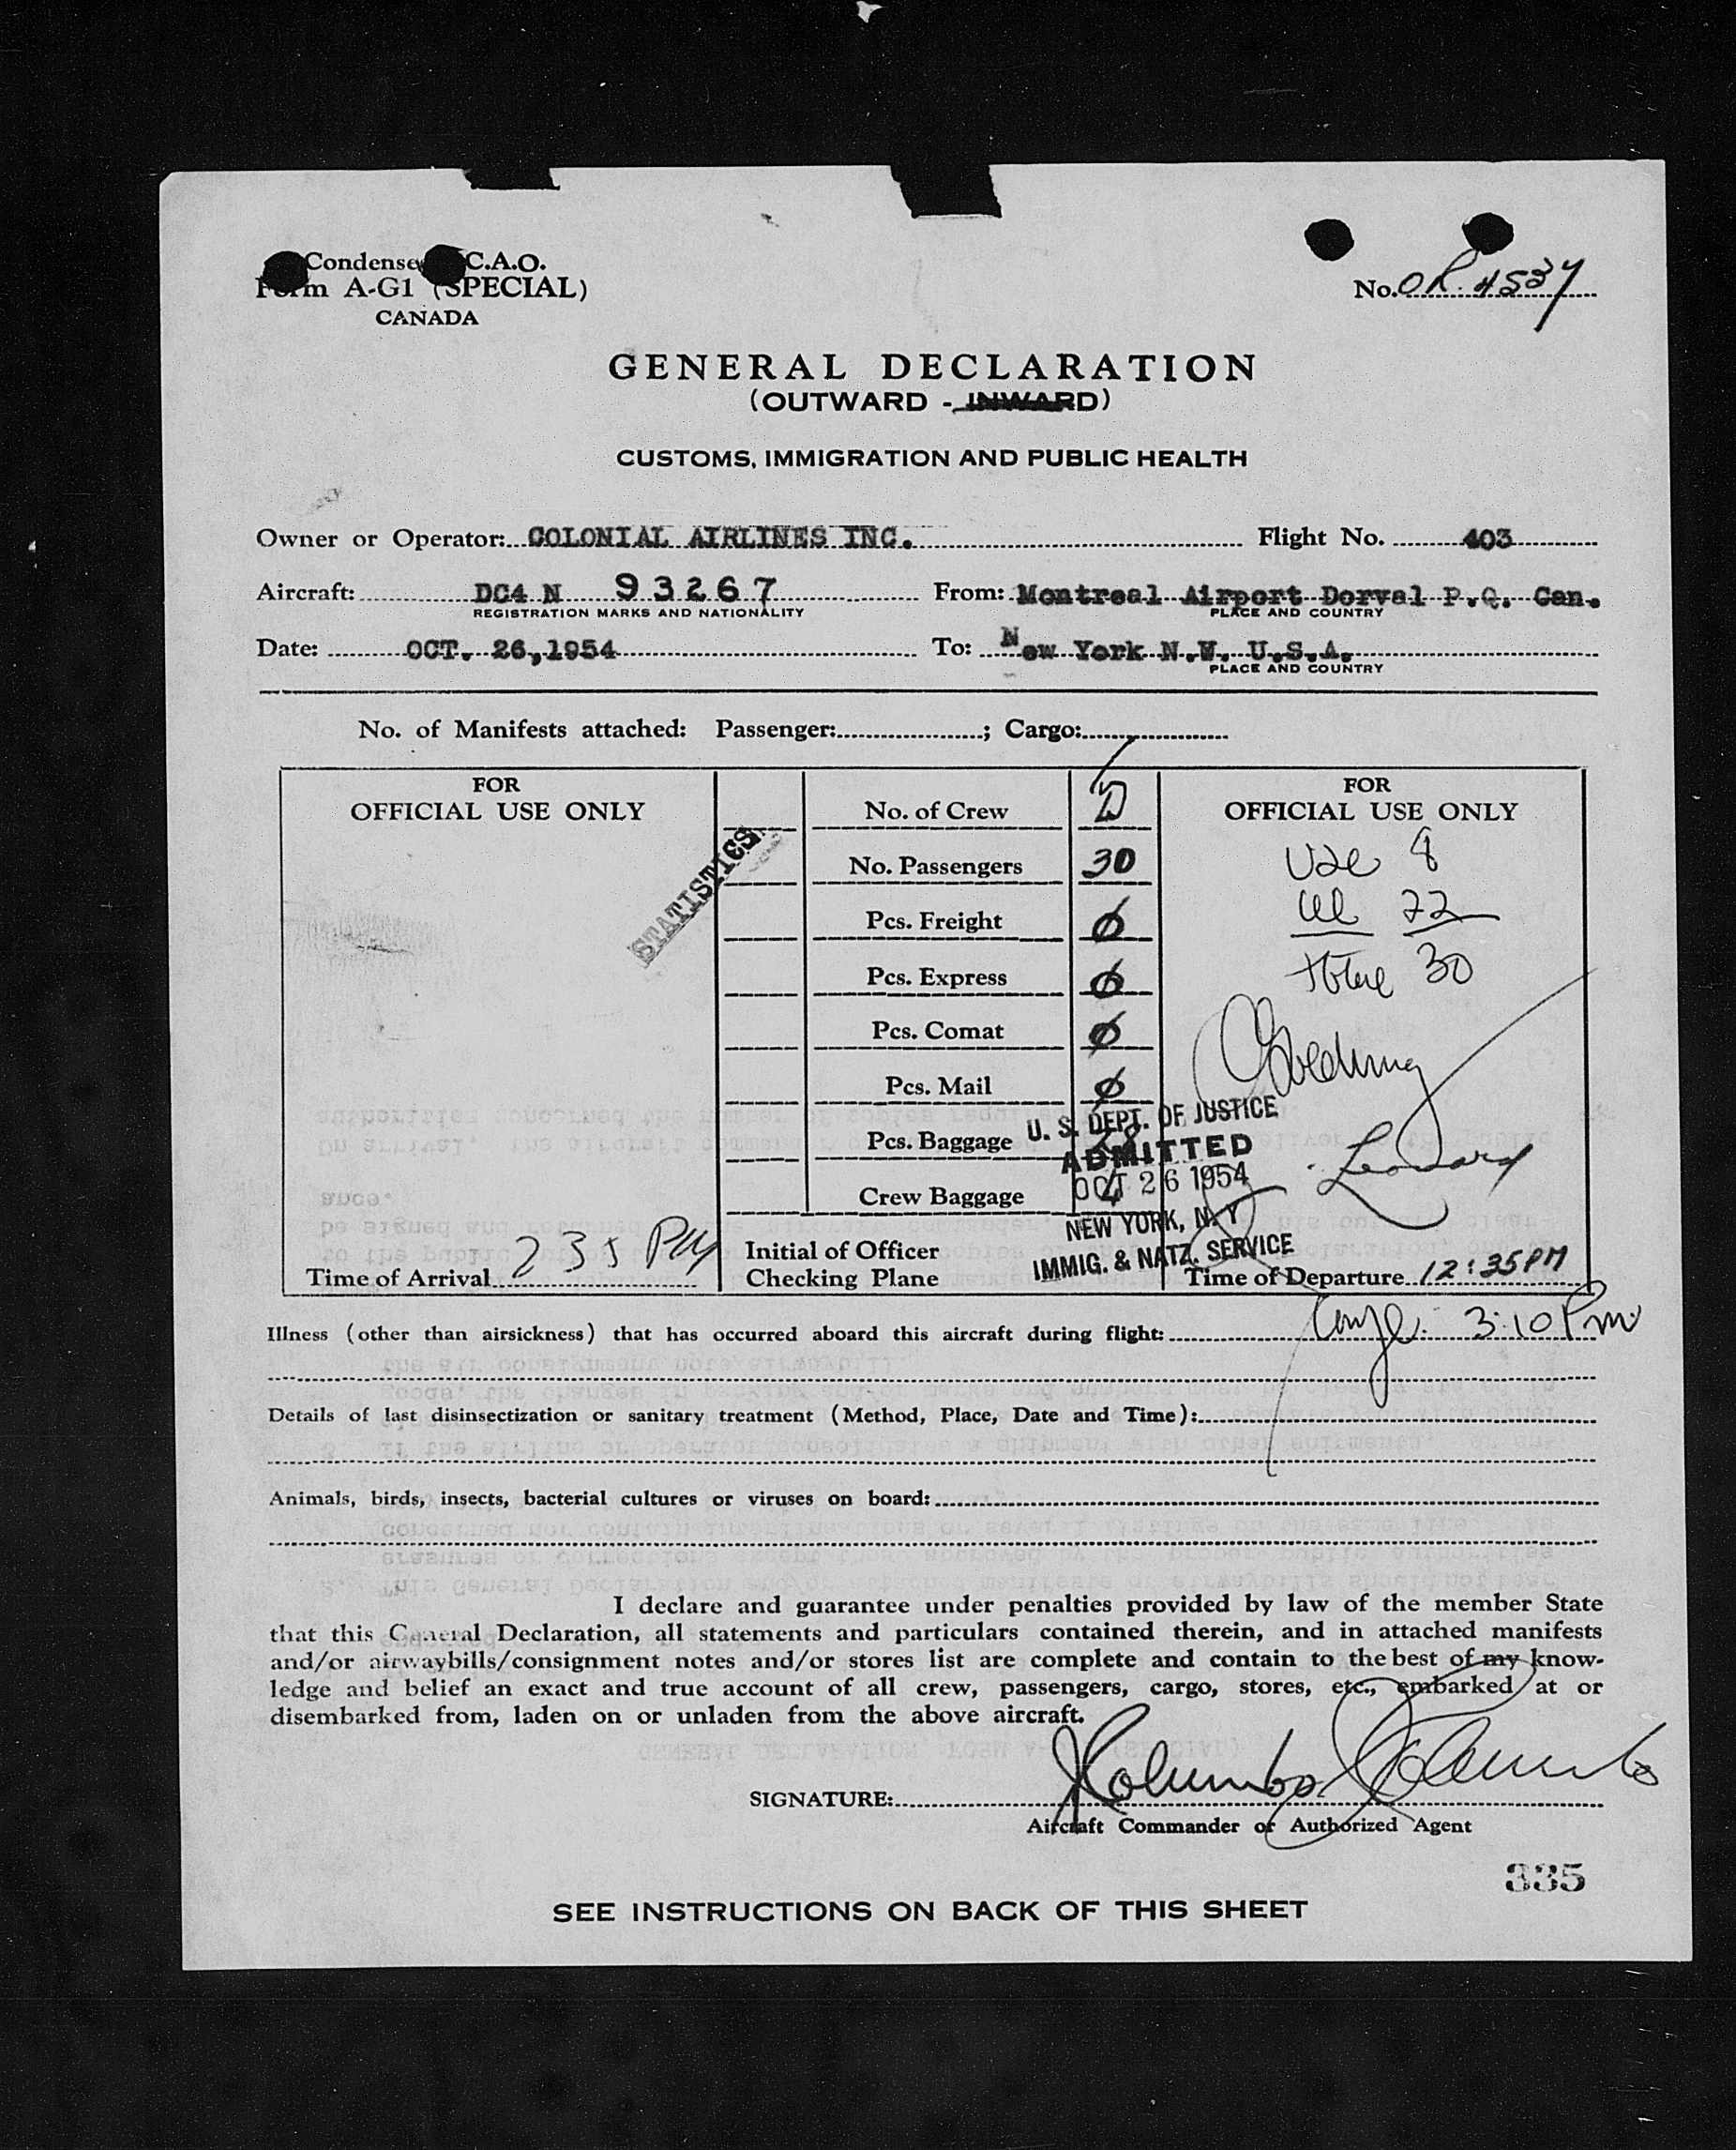 Condensed I.C.A.O.
Form A-G1 (SPECIAL)
CANADA
No. OR. 4537
GENERAL DECLARATION
(OUTWARD - INWARD)
CUSTOMS, IMMIGRATION AND PUBLIC HEALTH
Owner or Operator: COLONIAL AIRLINES INC. Flight No. 403
Aircraft: DC4 N 93267 From: Montreal Airport Dorval P.Q. Can.
REGISTRATION MARKS AND NATIONALITY PLACE AND COUNTRY
Date: OCT. 26,1954 To: New York N.Y. U.S.A.
PLACE AND COUNTRY
No. of Manifests attached: Passenger: ; Cargo:
FOR
OFFICIAL USE ONLY
STATISTICS
No. of Crew
No. Passengers 30
Pcs. Freight ø
Pcs. Express ø
Pcs. Comat ø
Pcs. Mail ø
Pcs. Baggage
Crew Baggage 4
FOR
OFFICIAL USE ONLY
8
22
total 30
Leonard
U. S. DEPT. OF JUSTICE
ADMITTED
OCT 26 1954
NEW YORK, N. Y
IMMIG. & NATZ. SERVICE
Time of Arrival 235 PM
Initial of Officer
Checking Plane
Time of Departure 12:35PM
Illness (other than airsickness) that has occurred aboard this aircraft during flight: 3:10 Pm
Details of last disinsectization or sanitary treatment (Method, Place, Date and Time):
Animals, birds, insects, bacterial cultures or viruses on board:
I declare and guarantee under penalties provided by law of the member State
that this General Declaration, all statements and particulars contained therein, and in attached manifests
and/or airwaybills/consignment notes and/or stores list are complete and contain to the best of my know-
ledge and belief an exact and true account of all crew, passengers, cargo, stores, etc., embarked at or
disembarked from, laden on or unladen from the above aircraft.
SIGNATURE:
Aircraft Commander or Authorized Agent
335
SEE INSTRUCTIONS ON BACK OF THIS SHEET